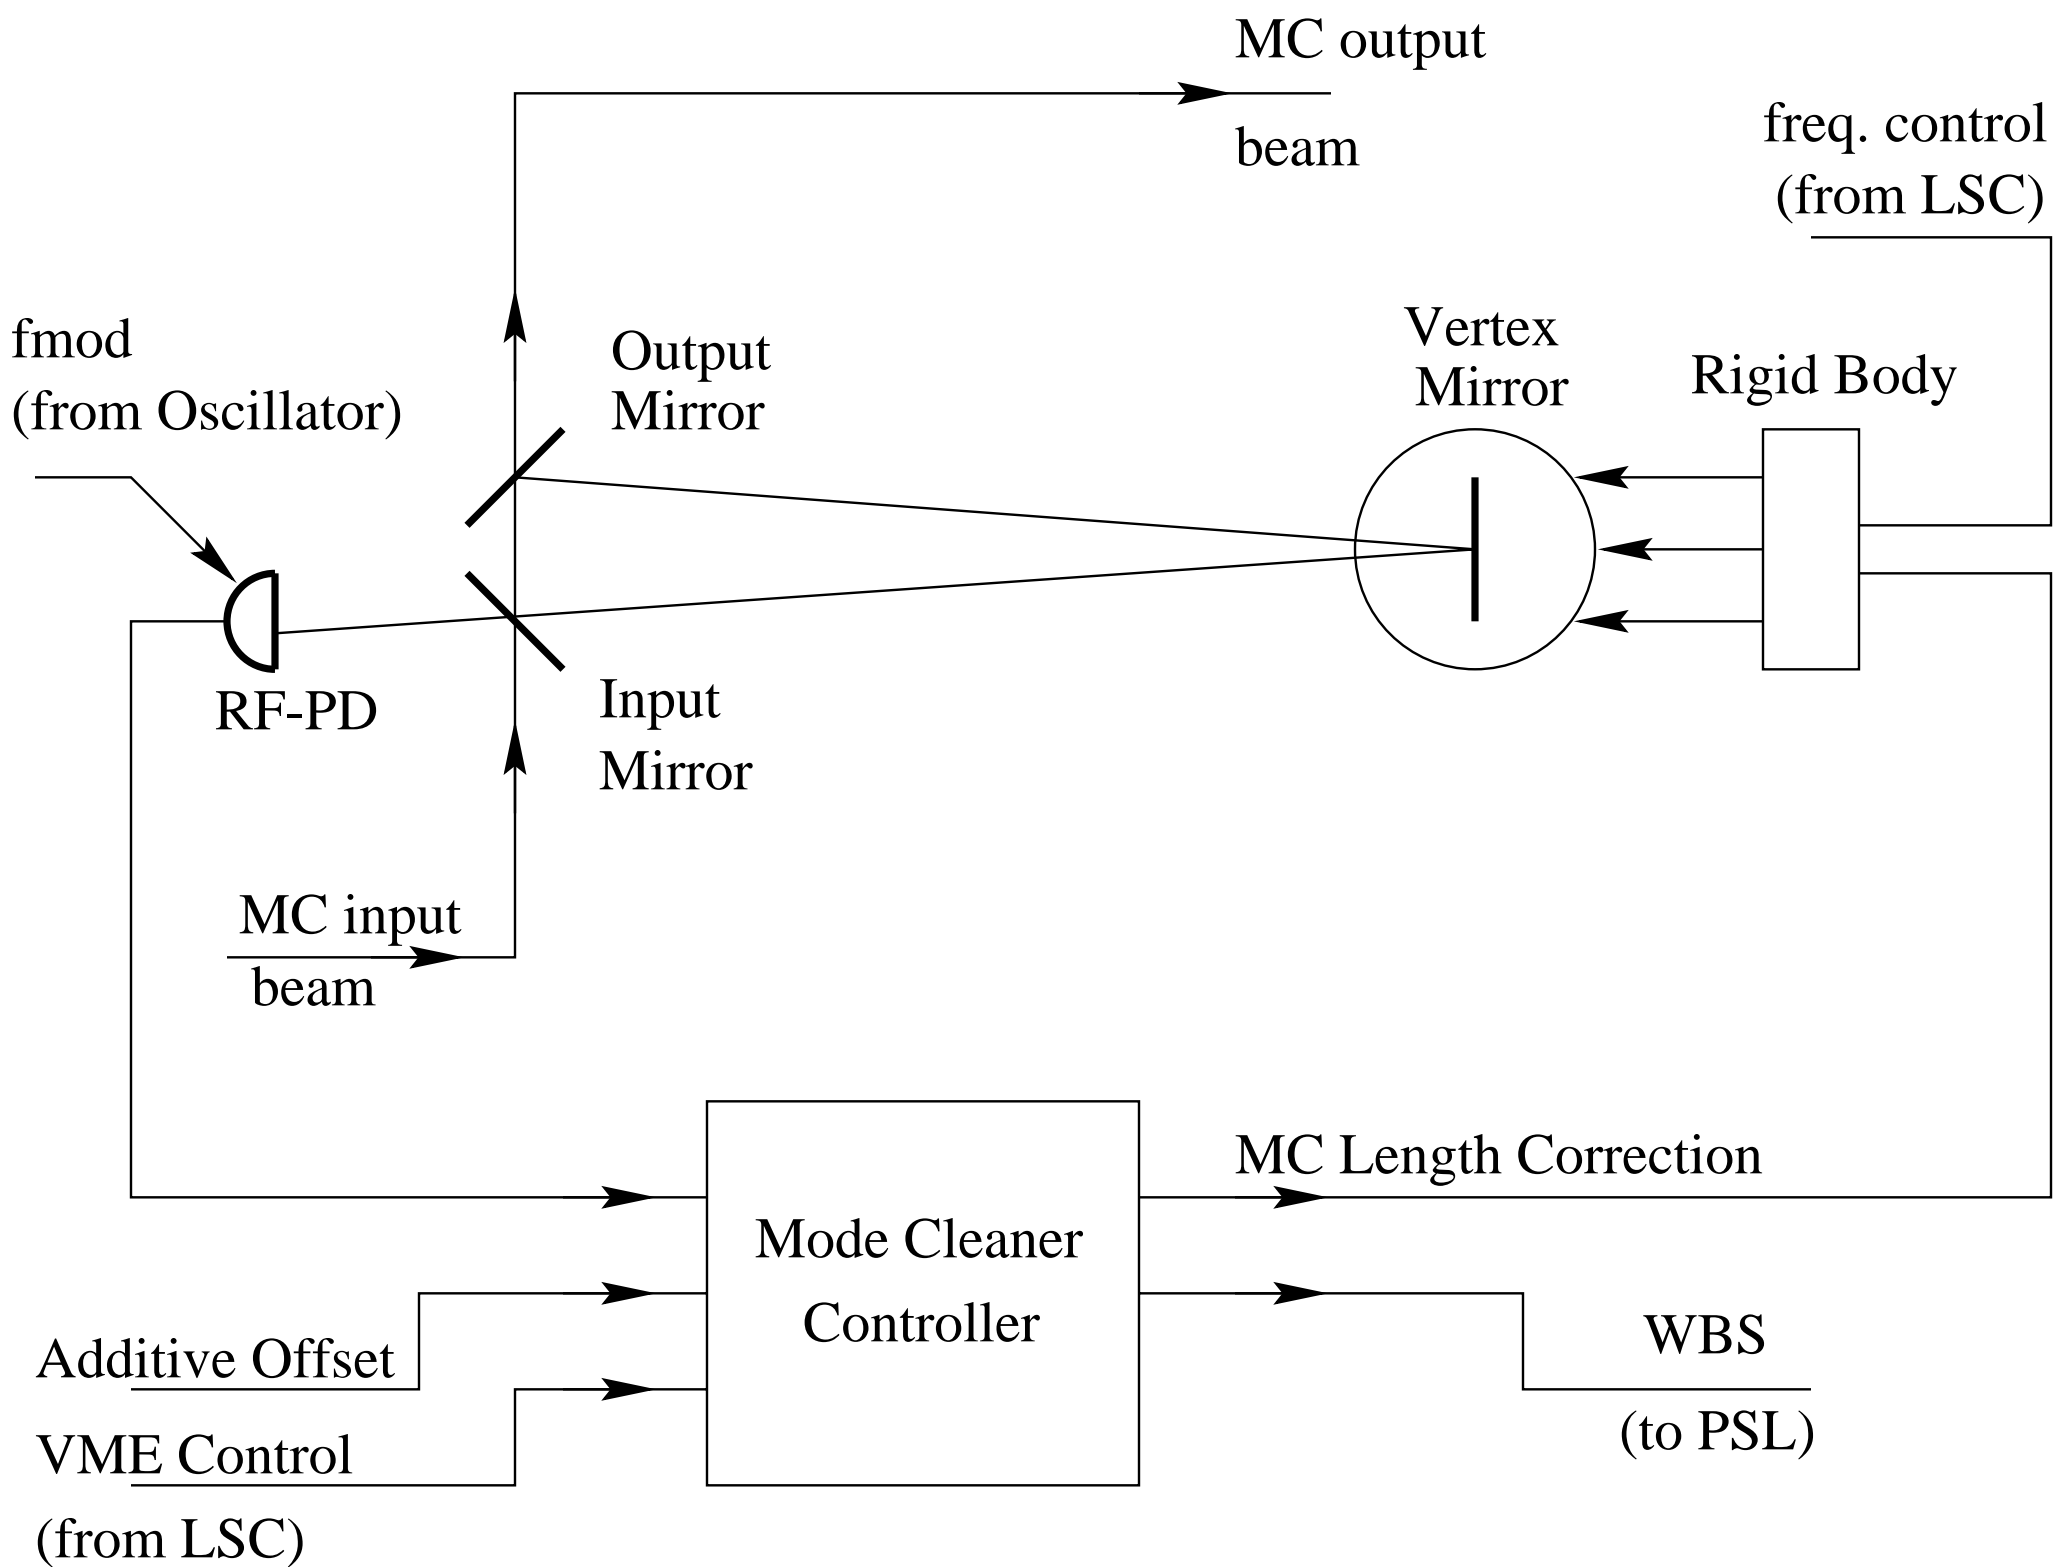 MC output
beam
freq. control
(from LSC)
fmod
(from Oscillator)
Output
Mirror
Vertex
Mirror
Rigid Body
RF-PD
Input
Mirror
MC input
beam
MC Length Correction
Mode Cleaner
Controller
Additive Offset
VME Control
(from LSC)
WBS
(to PSL)